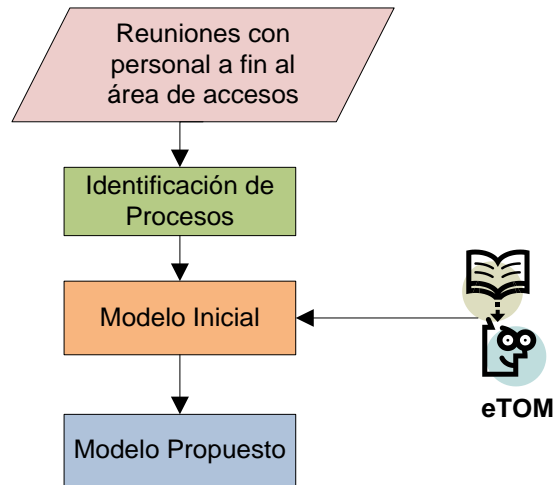 Reuniones con
personal a fin al
área de accesos
Identificación de
Procesos
Modelo Inicial
eTOM
Modelo Propuesto